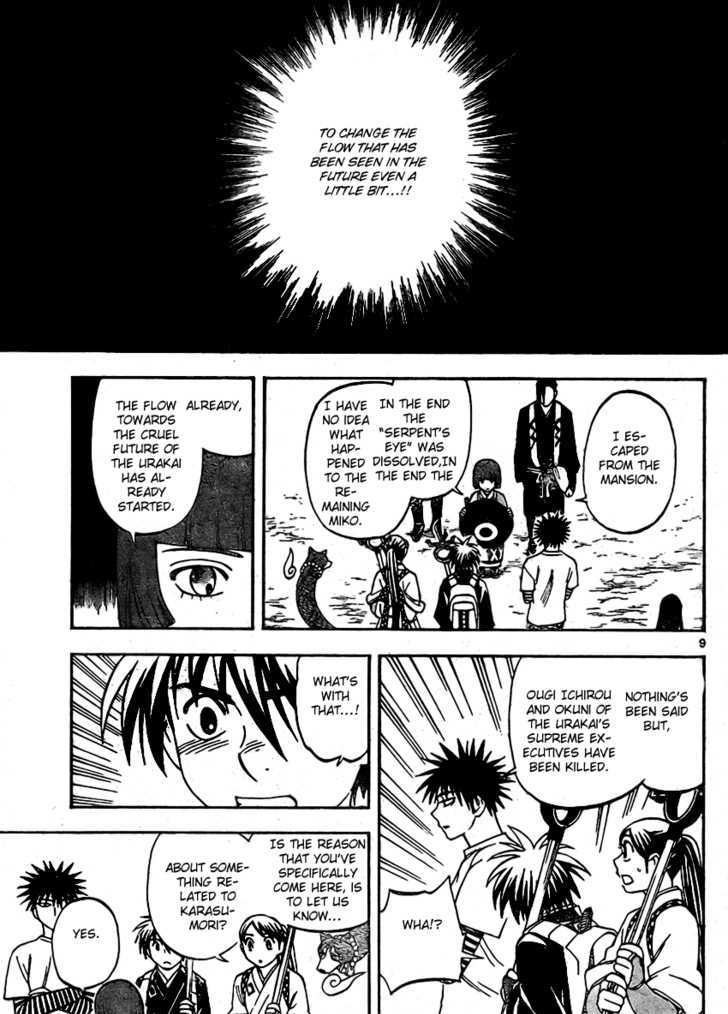 TO CHANGE THE
FLOW THAT HAS
BEEN SEEN IN THE
FUTURE EVEN A
LITTLE BIT...!!
I ES-
CAPED
FROM THE
MANSION.
IN THE END
THE
"SERPENT'S
EYE" WAS
DISSOLVED,IN
THE END THE
I HAVE
NO IDEA
WHAT
HAP-
PENED
TO THE
RE-
MAINING
MIKO.
ALREADY,
THE FLOW
TOWARDS
THE CRUEL
FUTURE OF
THE URAKAI
HAS AL-
READY
STARTED.
9
NOTHING'S
BEEN SAID
BUT,
OUGI ICHIROU
AND OKUNI OF
THE URAKAI'S
SUPREME EX-
ECUTIVES HAVE
BEEN KILLED.
WHA!?
WHAT'S
WITH
THAT...!
IS THE REASON
THAT YOU'VE
SPECIFICALLY
COME HERE, IS
TO LET US
KNOW...
ABOUT SOME-
THING RE-
LATED TO
KARASU-
MORI?
YES.